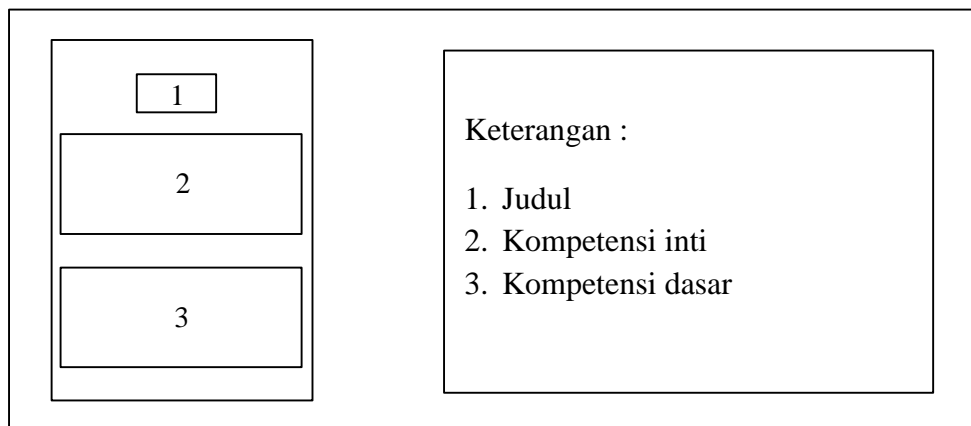 1
2
3
Keterangan :
1. Judul
2. Kompetensi inti
3. Kompetensi dasar